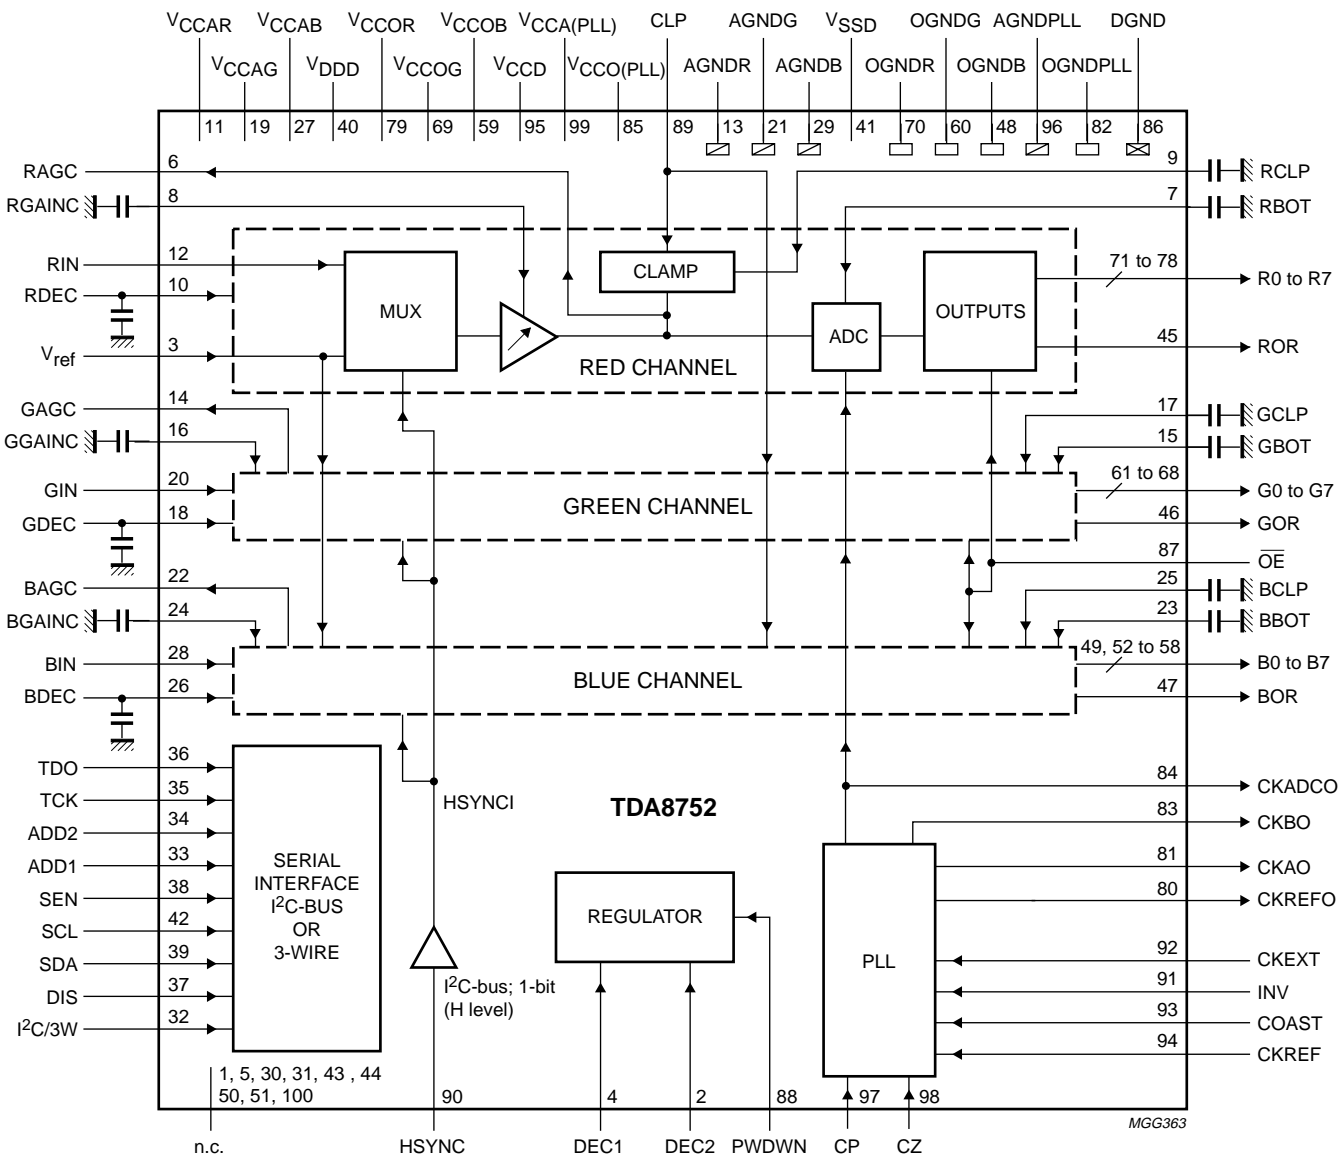 VCCAR VCCAB VCCOR VCCOB VCCA(PLL) CLP AGNDG VSSD OGNDG AGNDPLL DGND
VCCAG VDDD VCCOG VCCD VCCO(PLL) AGNDR AGNDB OGNDR OGNDB OGNDPLL
11 19 27 40 79 69 59 95 99 85 89 13 21 29 41 70 60 48 96 82 86
RAGC 6 9 RCLP
RGAINC 8 7 RBOT
RIN 12 CLAMP 71 to 78 R0 to R7
RDEC 10 MUX OUTPUTS
ADC 45 ROR
Vref 3 RED CHANNEL
GAGC 14 17 GCLP
GGAINC 16 15 GBOT
GIN 20 61 to 68 G0 to G7
GDEC 18 GREEN CHANNEL 46 GOR
87 OE
BAGC 22 25 BCLP
BGAINC 24 23 BBOT
BIN 28 49, 52 to 58 B0 to B7
BDEC 26 BLUE CHANNEL 47 BOR
TDO 36
TCK 35
ADD2 34
ADD1 33
SEN 38
SCL 42
SDA 39
DIS 37
I2C/3W 32
SERIAL
INTERFACE
I2C-BUS
OR
3-WIRE
HSYNCI
TDA8752
I2C-bus; 1-bit
(H level)
REGULATOR
PLL
84 CKADCO
83 CKBO
81 CKAO
80 CKREFO
92 CKEXT
91 INV
93 COAST
94 CKREF
1, 5, 30, 31, 43 , 44
50, 51, 100
90 4 2 88 97 98
MGG363
n.c. HSYNC DEC1 DEC2 PWDWN CP CZ